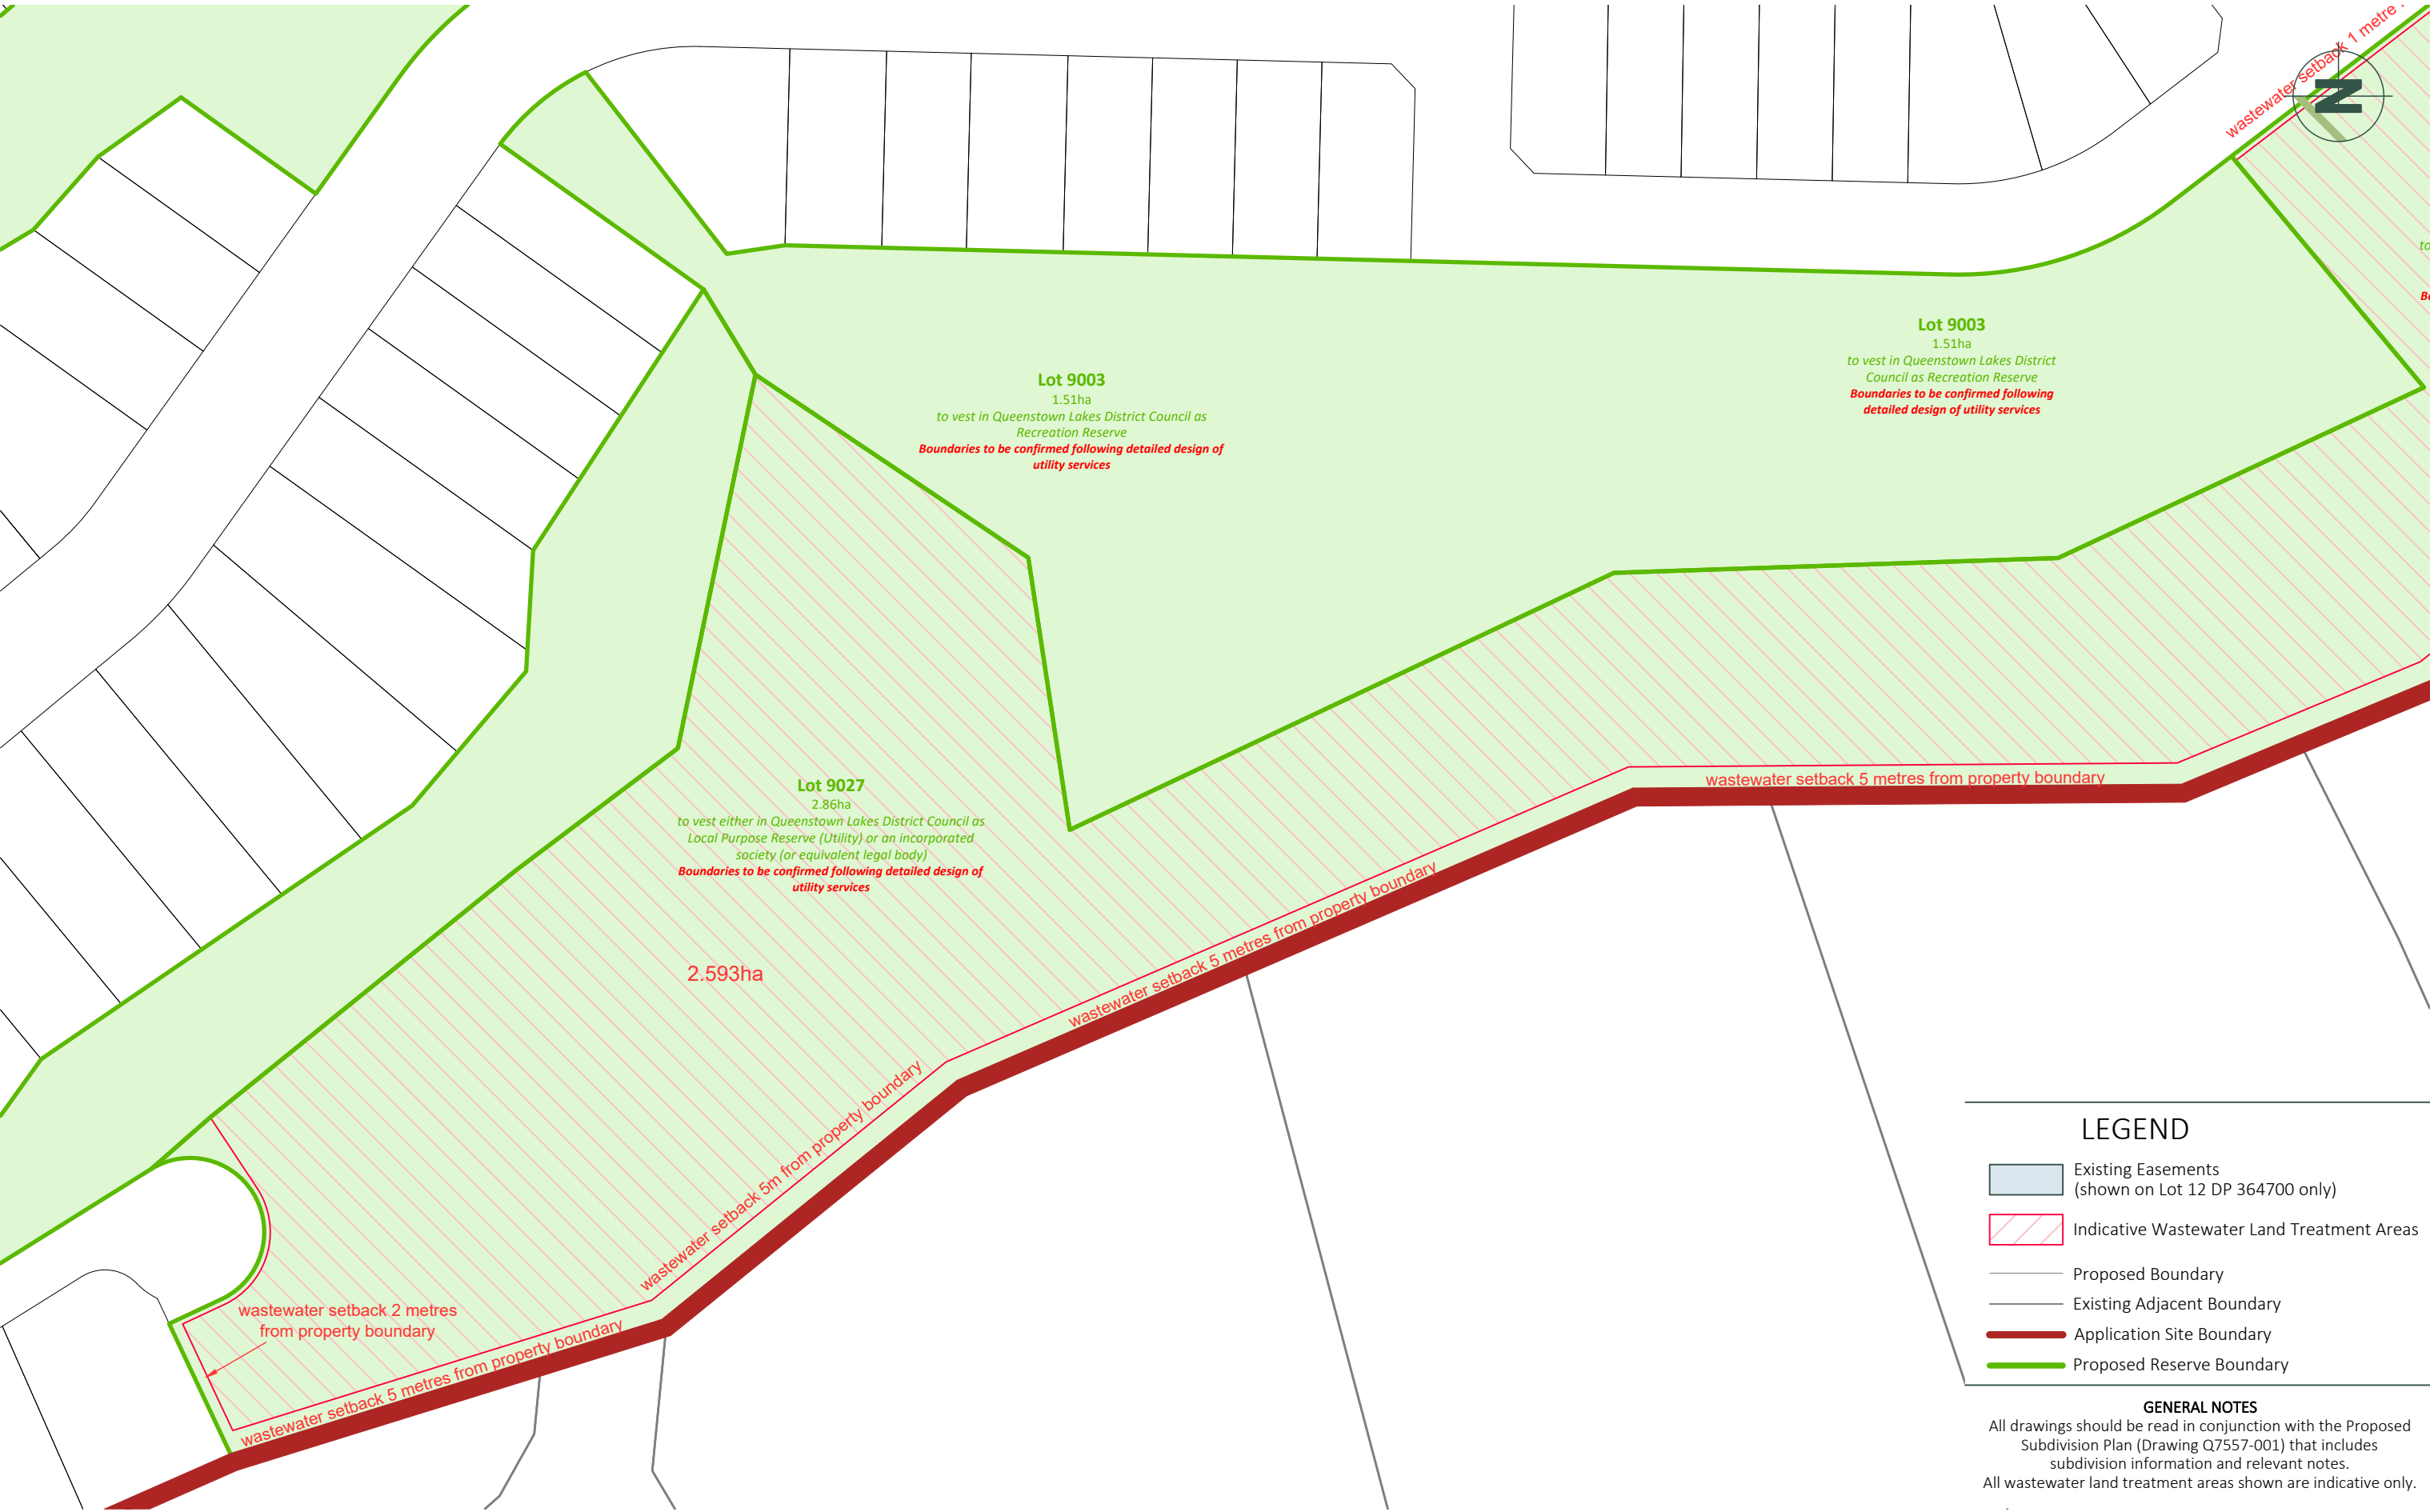 wastewater setback 1 metre
N
to
Bo
Lot 9003
1.51ha
to vest in Queenstown Lakes District
Council as Recreation Reserve
Boundaries to be confirmed following
detailed design of utility services
Lot 9003
1.51ha
to vest in Queenstown Lakes District Council as
Recreation Reserve
Boundaries to be confirmed following detailed design of
utility services
Lot 9027
2.86ha
to vest either in Queenstown Lakes District Council as
Local Purpose Reserve (Utility) or an incorporated
society (or equivalent legal body)
Boundaries to be confirmed following detailed design of
utility services
wastewater setback 5 metres from property boundary
wastewater setback 5 metres from property boundary
2.593ha
wastewater setback 5m from property boundary
wastewater setback 2 metres
from property boundary
wastewater setback 5 metres from property boundary
LEGEND
Existing Easements
(shown on Lot 12 DP 364700 only)
Indicative Wastewater Land Treatment Areas
Proposed Boundary
Existing Adjacent Boundary
Application Site Boundary
Proposed Reserve Boundary
GENERAL NOTES
All drawings should be read in conjunction with the Proposed
Subdivision Plan (Drawing Q7557-001) that includes
subdivision information and relevant notes.
All wastewater land treatment areas shown are indicative only.